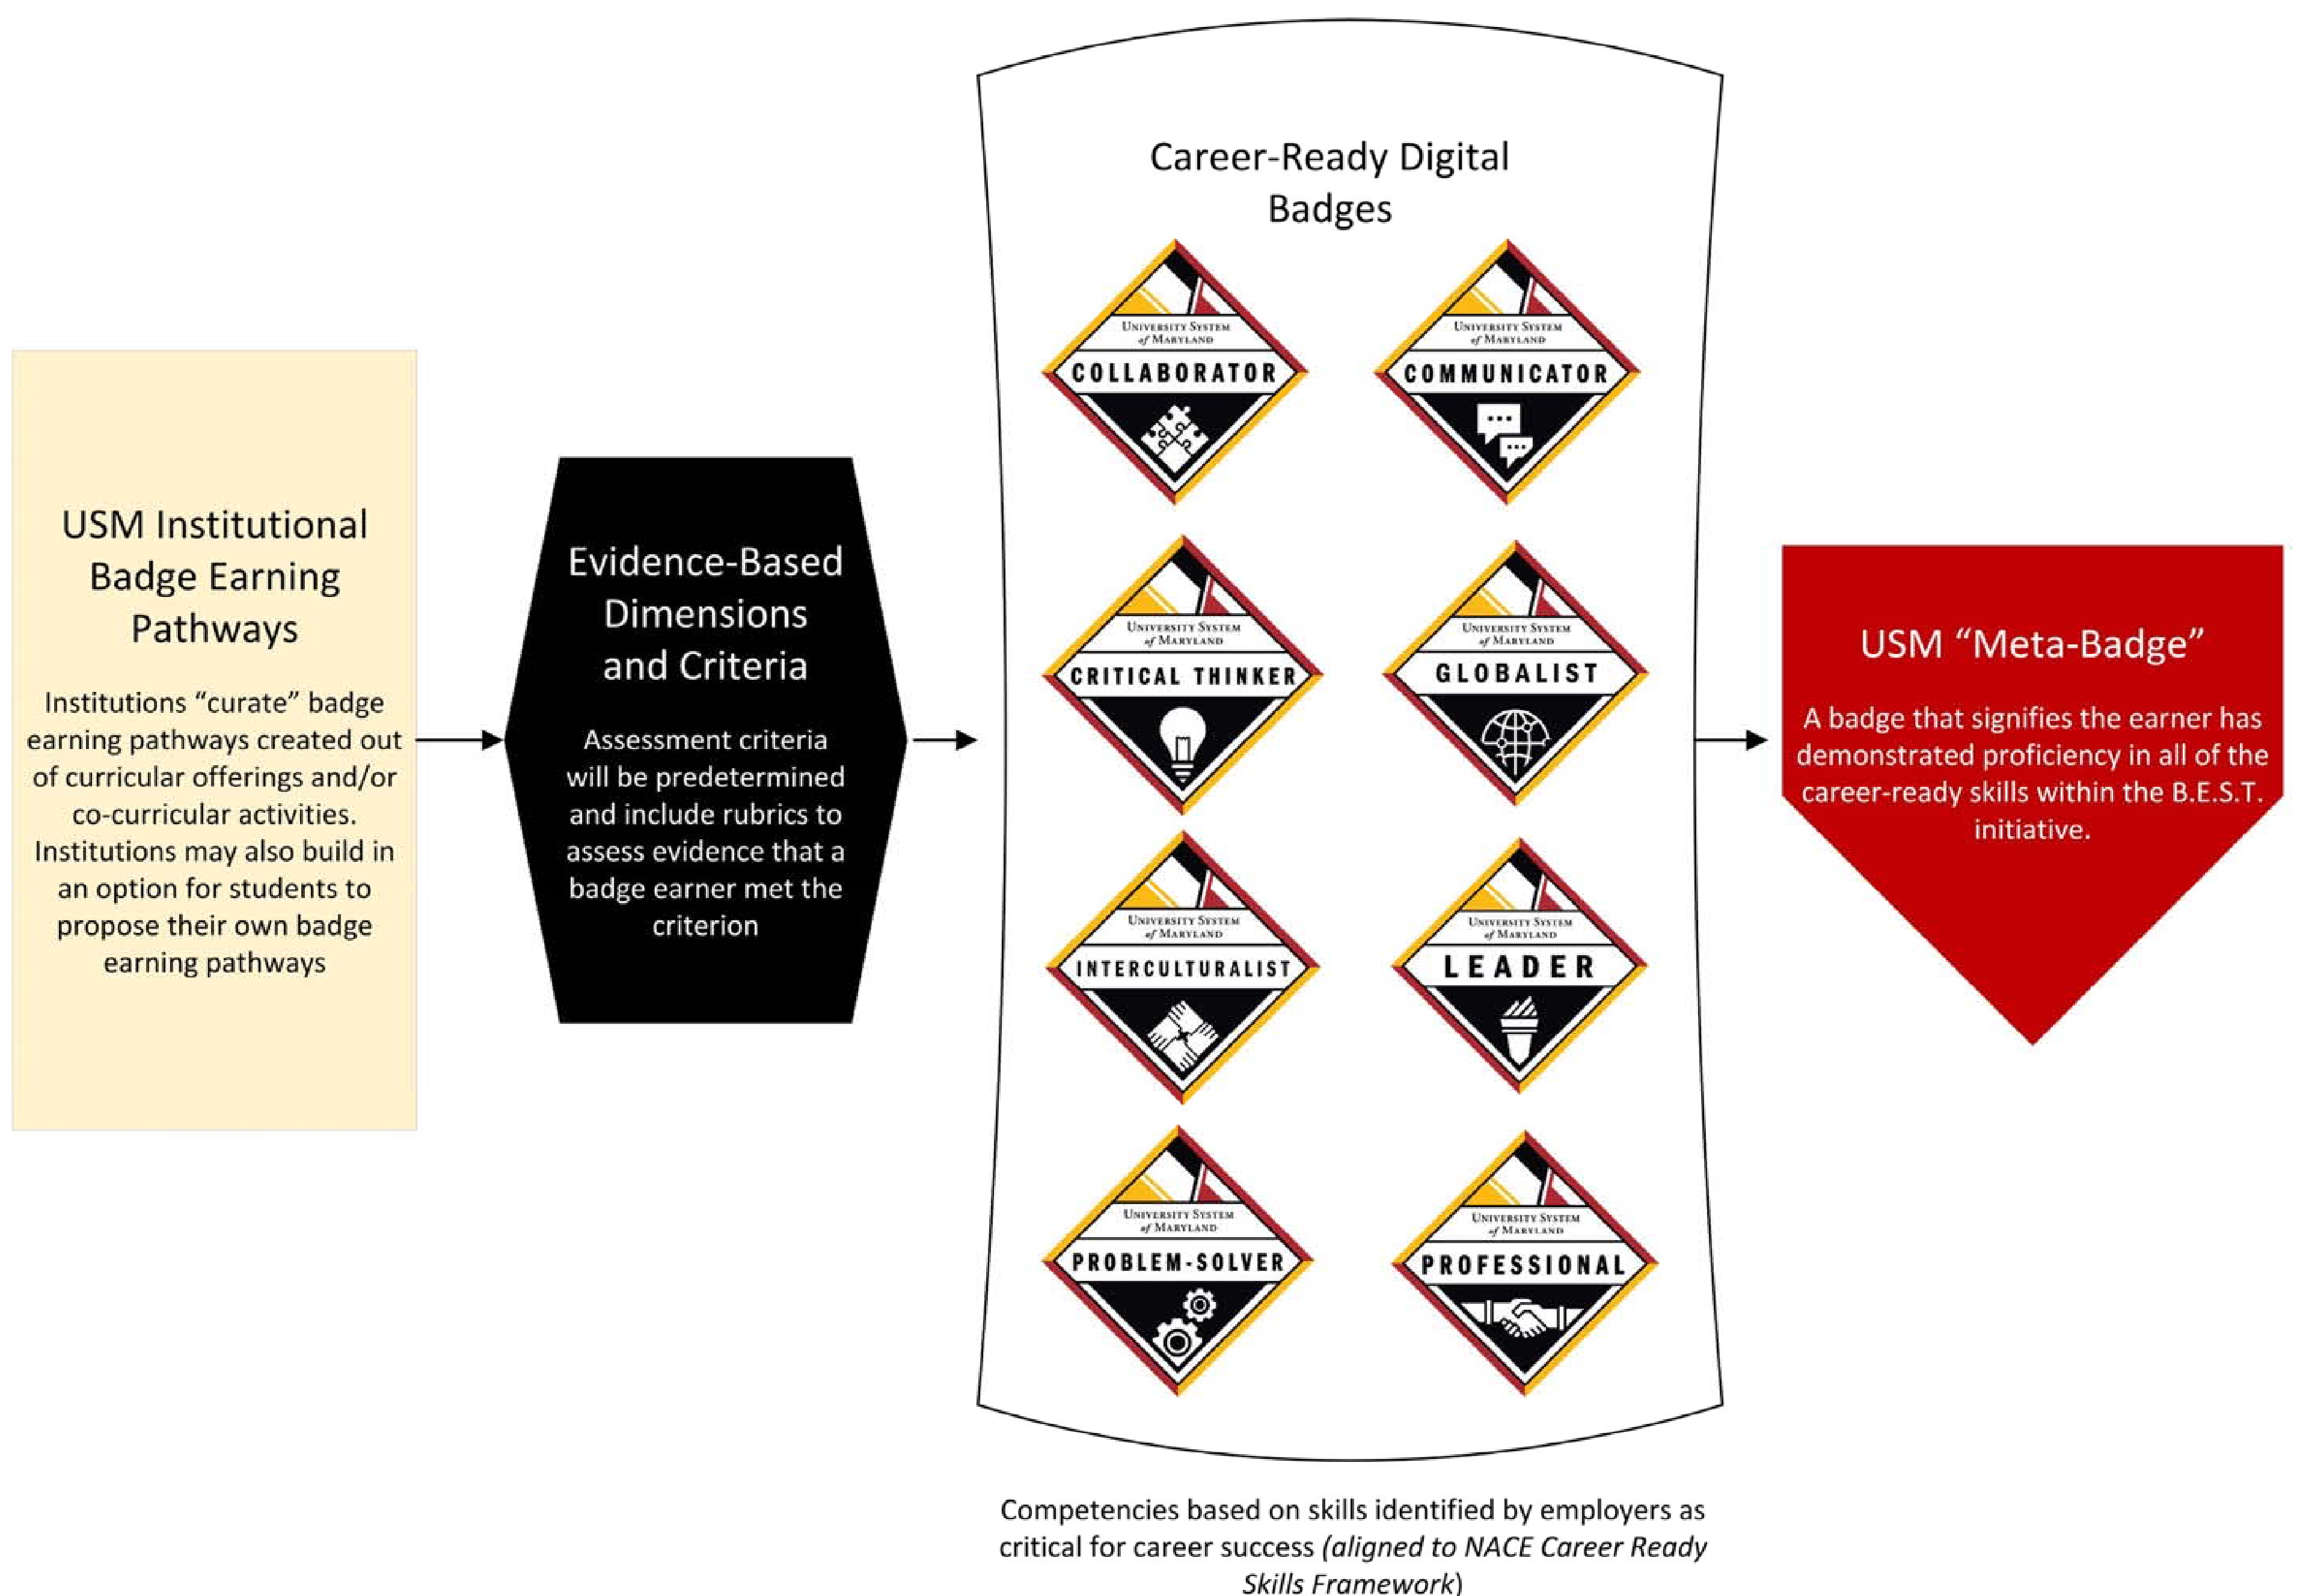 USM Institutional
Badge Earning
Pathways
Institutions “curate” badge
earning pathways created out
of curricular offerings and/or
co-curricular activities.
Institutions may also build in
an option for students to
propose their own badge
earning pathways
Evidence-Based
Dimensions
and Criteria
Assessment criteria
will be predetermined
and include rubrics to
assess evidence that a
badge earner met the
criterion
Career-Ready Digital
Badges
UNIVERSITY SYSTEM
of MARYLAND
COLLABORATOR
UNIVERSITY SYSTEM
of MARYLAND
COMMUNICATOR
UNIVERSITY SYSTEM
of MARYLAND
CRITICAL THINKER
UNIVERSITY SYSTEM
of MARYLAND
GLOBALIST
UNIVERSITY SYSTEM
of MARYLAND
INTERCULTURALIST
UNIVERSITY SYSTEM
of MARYLAND
LEADER
UNIVERSITY SYSTEM
of MARYLAND
PROBLEM-SOLVER
UNIVERSITY SYSTEM
of MARYLAND
PROFESSIONAL
Competencies based on skills identified by employers as
critical for career success (aligned to NACE Career Ready
Skills Framework)
USM “Meta-Badge”
A badge that signifies the earner has
demonstrated proficiency in all of the
career-ready skills within the B.E.S.T.
initiative.